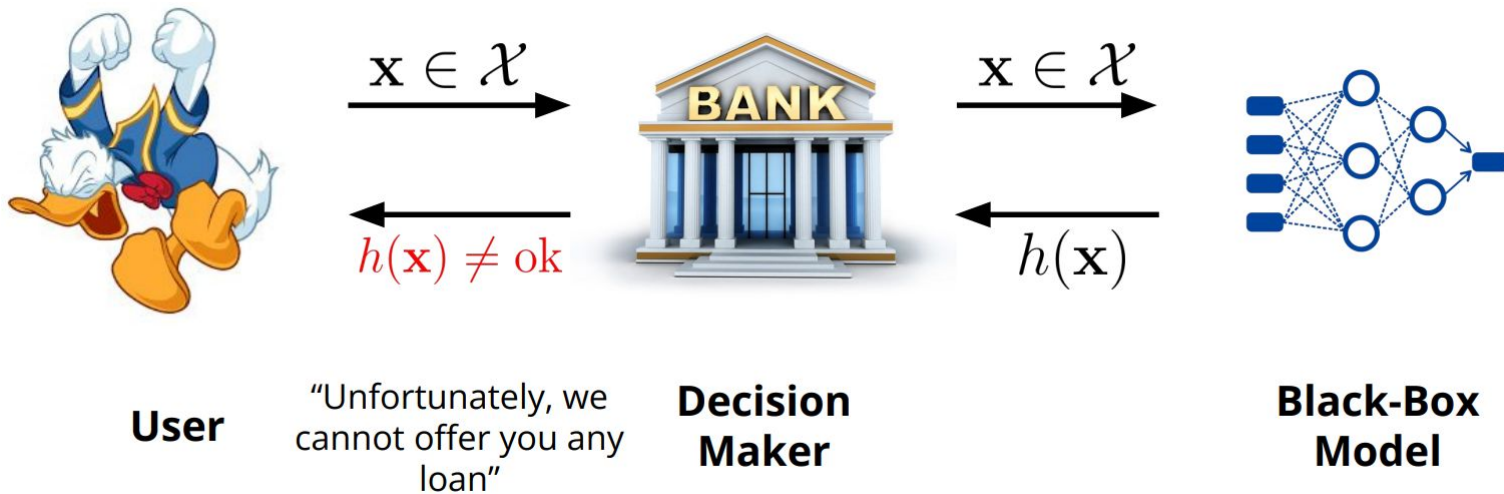 𝐱 ∈ 𝒳
𝐱 ∈ 𝒳
BANK
h(𝐱) ≠ ok
h(𝐱)
User
“Unfortunately, we
cannot offer you any
loan”
Decision
Maker
Black-Box
Model